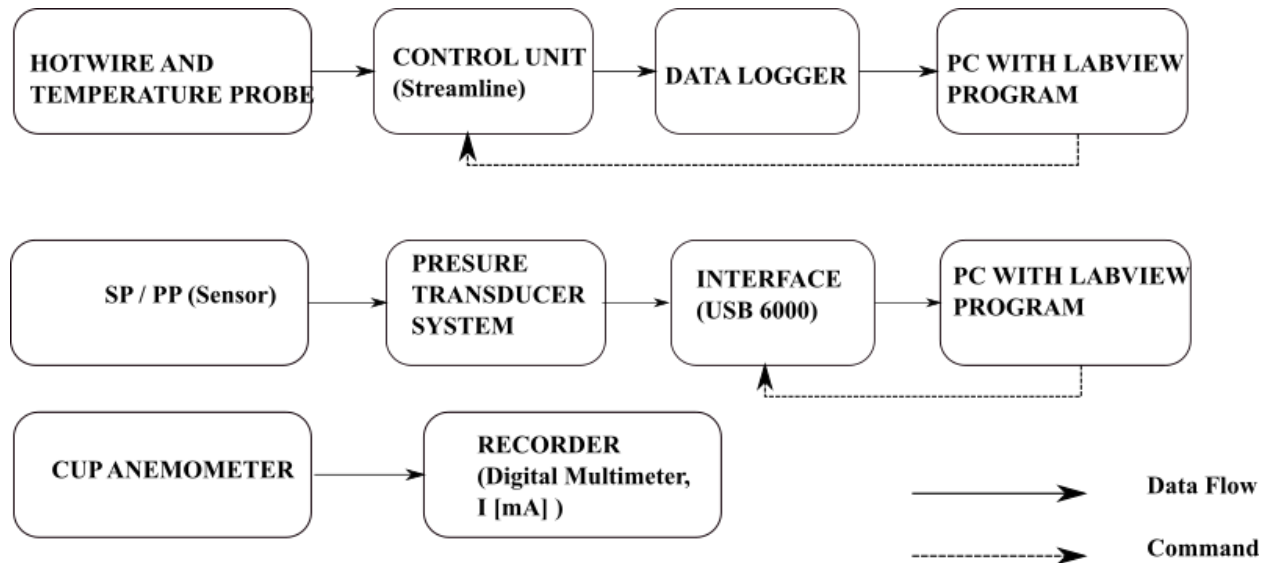 HOTWIRE AND
TEMPERATURE PROBE
CONTROL UNIT
(Streamline)
DATA LOGGER
PC WITH LABVIEW
PROGRAM
SP / PP (Sensor)
PRESURE
TRANSDUCER
SYSTEM
INTERFACE
(USB 6000)
PC WITH LABVIEW
PROGRAM
CUP ANEMOMETER
RECORDER
(Digital Multimeter,
I [mA] )
Data Flow
Command